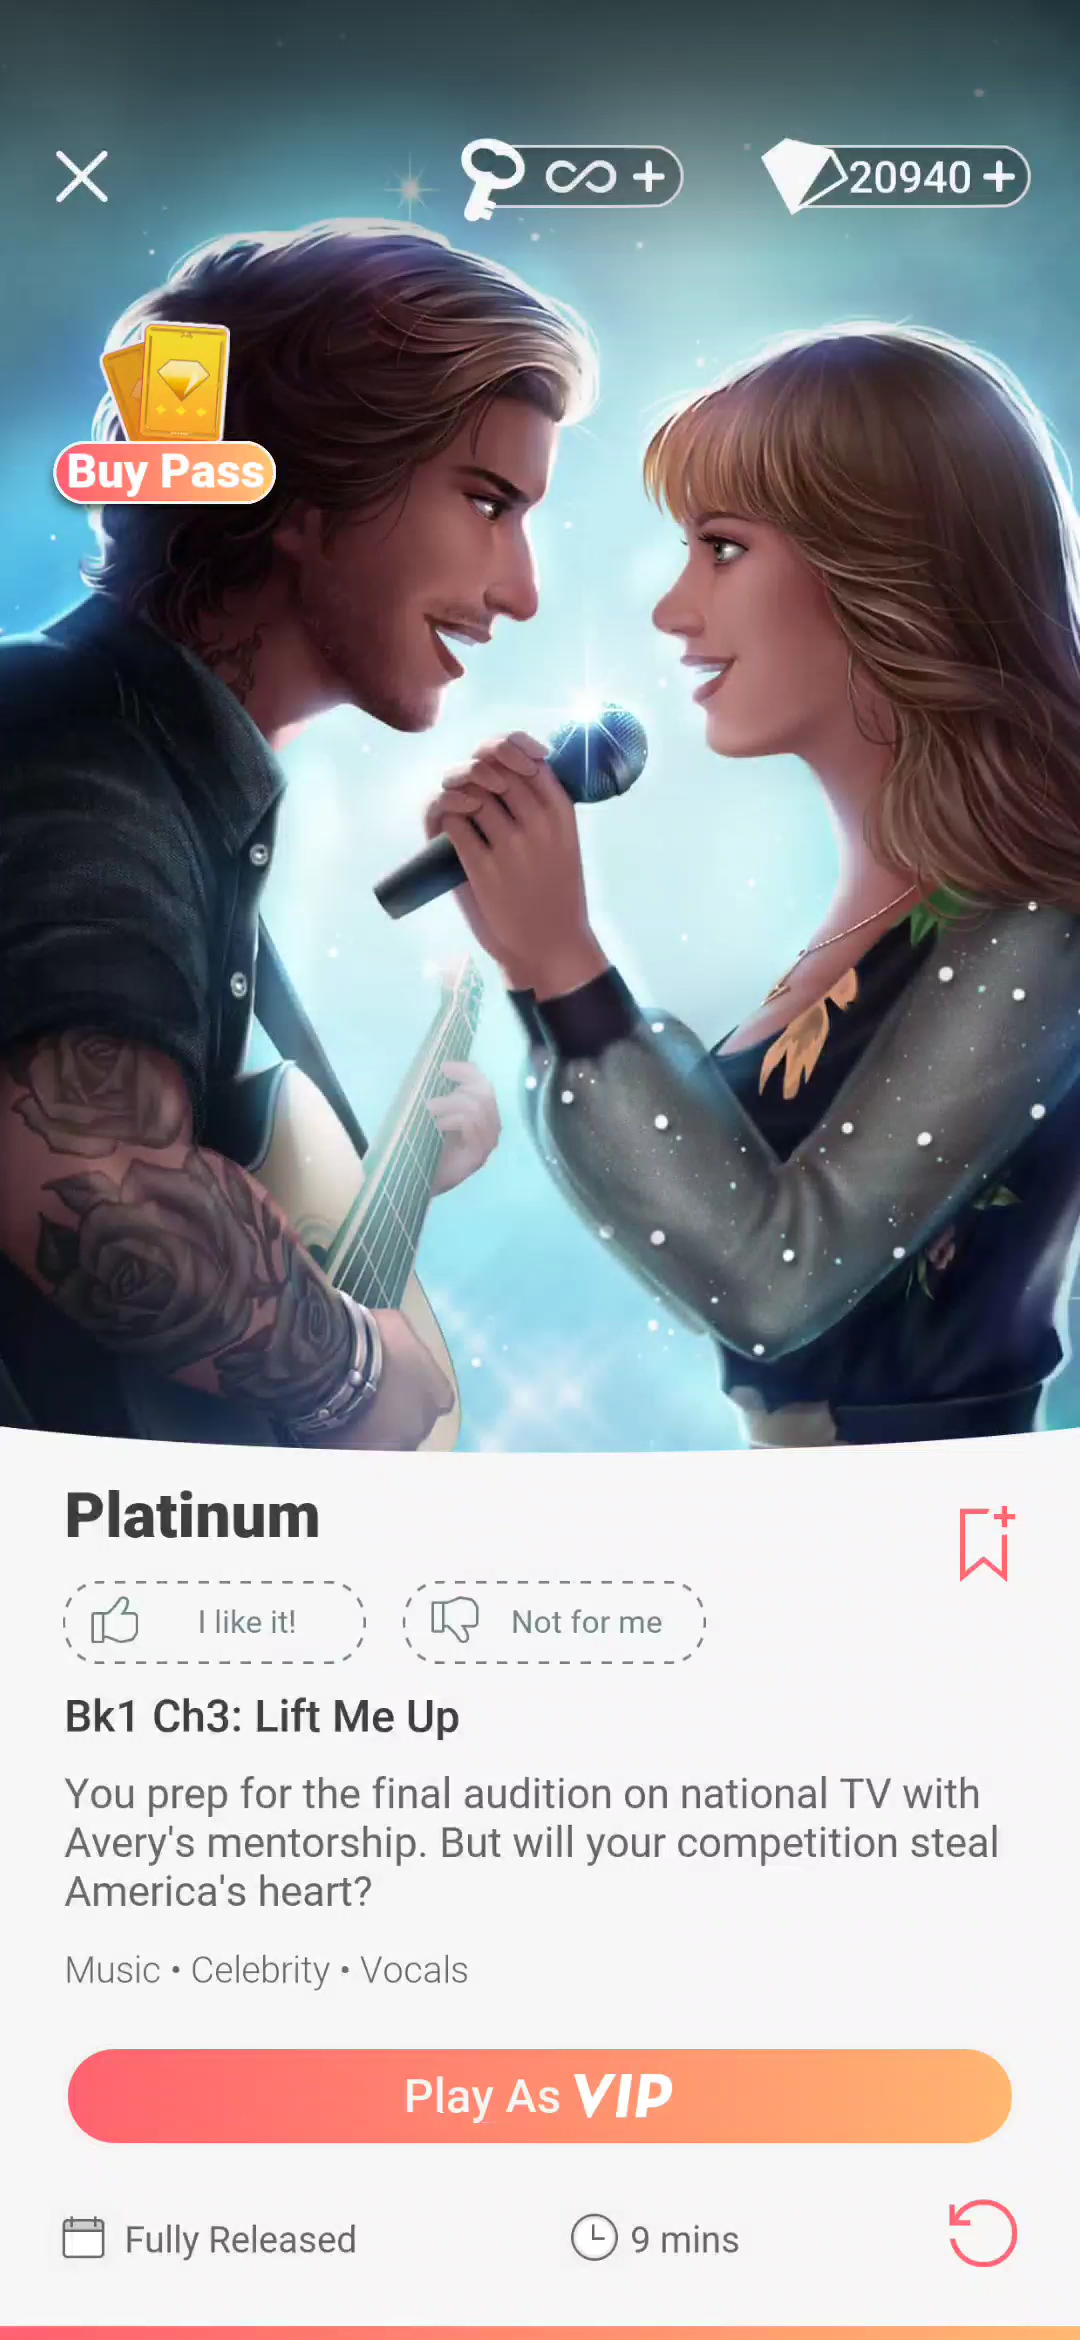 ∞ +
20940 +
Buy Pass
Platinum
I like it!
Not for me
Bk1 Ch3: Lift Me Up
You prep for the final audition on national TV with
Avery's mentorship. But will your competition steal
America's heart?
Music • Celebrity • Vocals
Play As VIP
Fully Released
9 mins